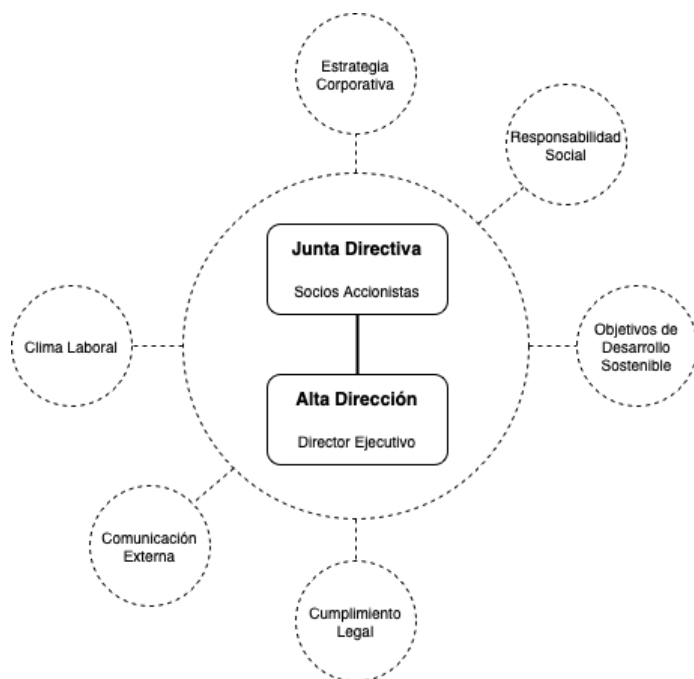 Estrategia
Corporativa
Responsabilidad
Social
Junta Directiva
Socios Accionistas
Clima Laboral
Objetivos de
Desarrollo
Sostenible
Alta Dirección
Director Ejecutivo
Comunicación
Externa
Cumplimiento
Legal